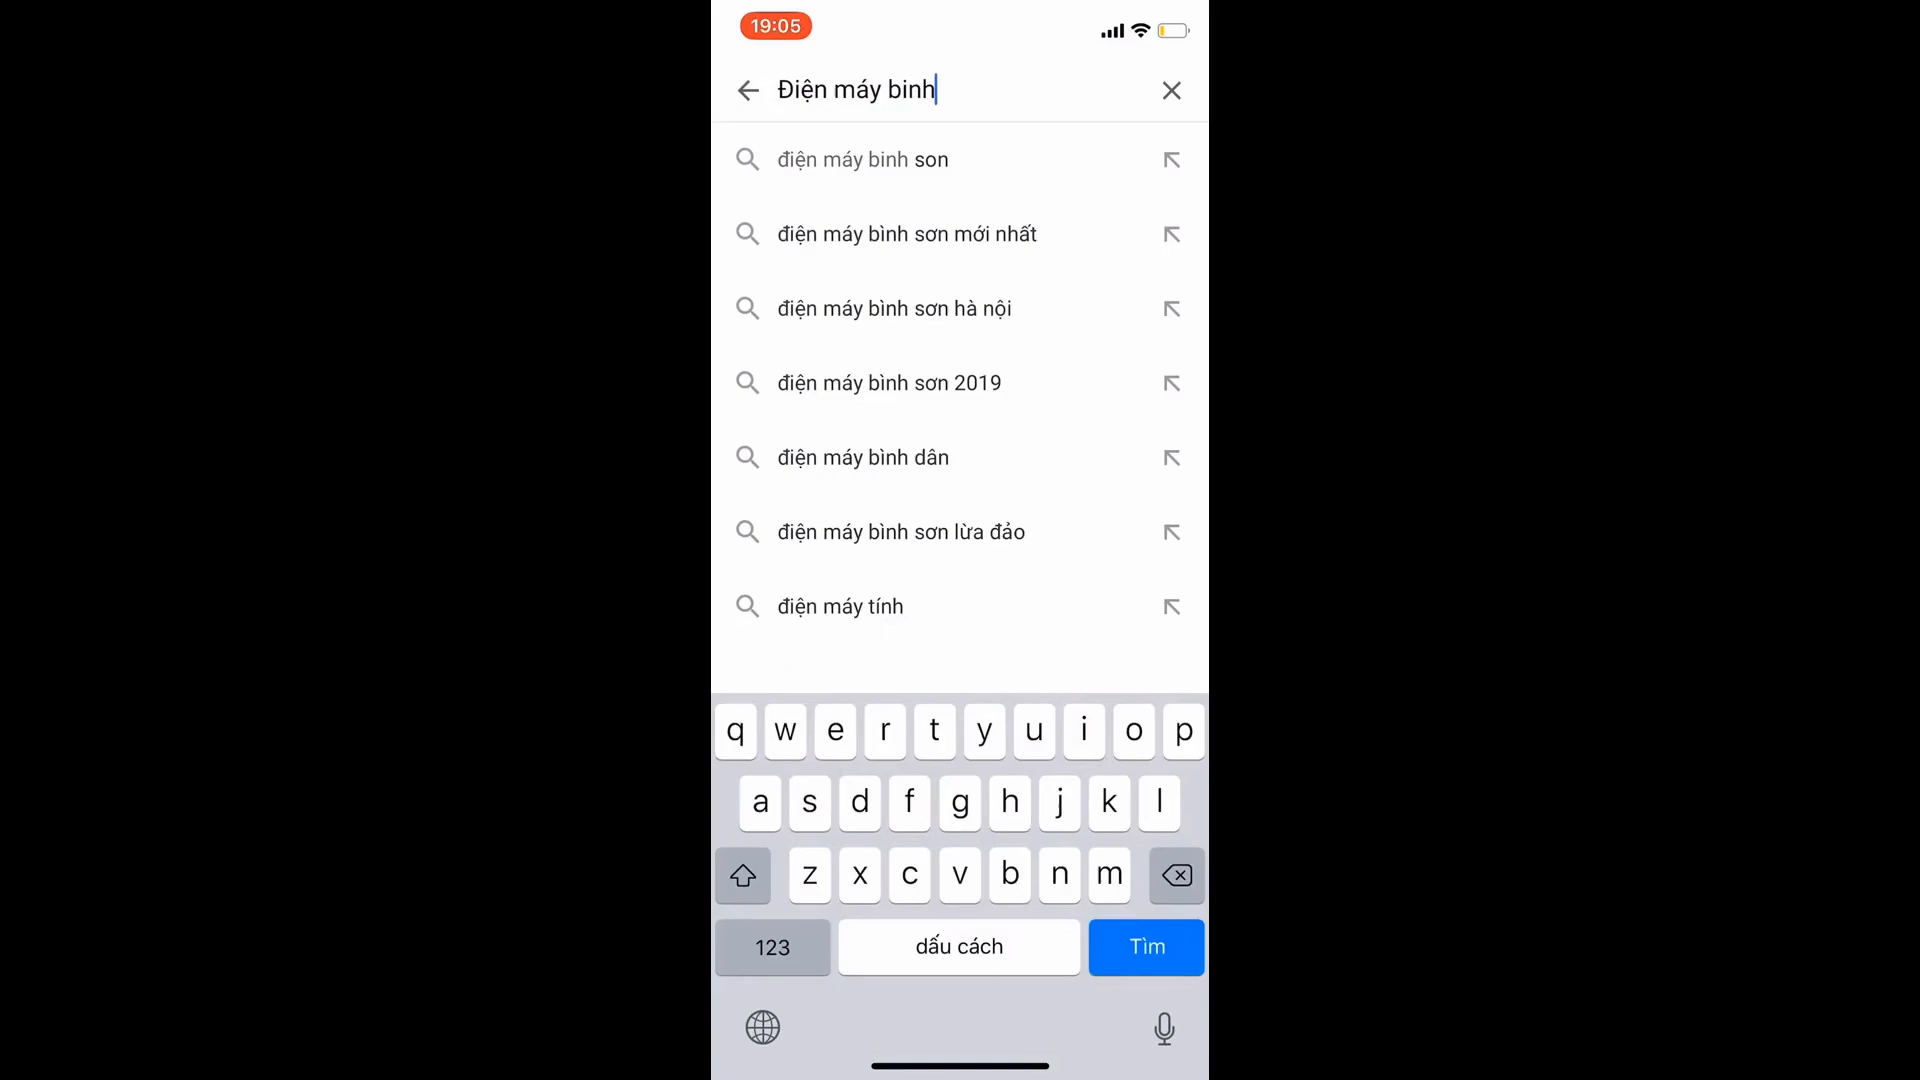 19:05
Điện máy binh
điện máy binh son
điện máy bình sơn mới nhất
điện máy bình sơn hà nội
điện máy bình sơn 2019
điện máy bình dân
điện máy bình sơn lừa đảo
điện máy tính
q w e r t y u i o p
a s d f g h j k l
z x c v b n m
123 dấu cách Tìm